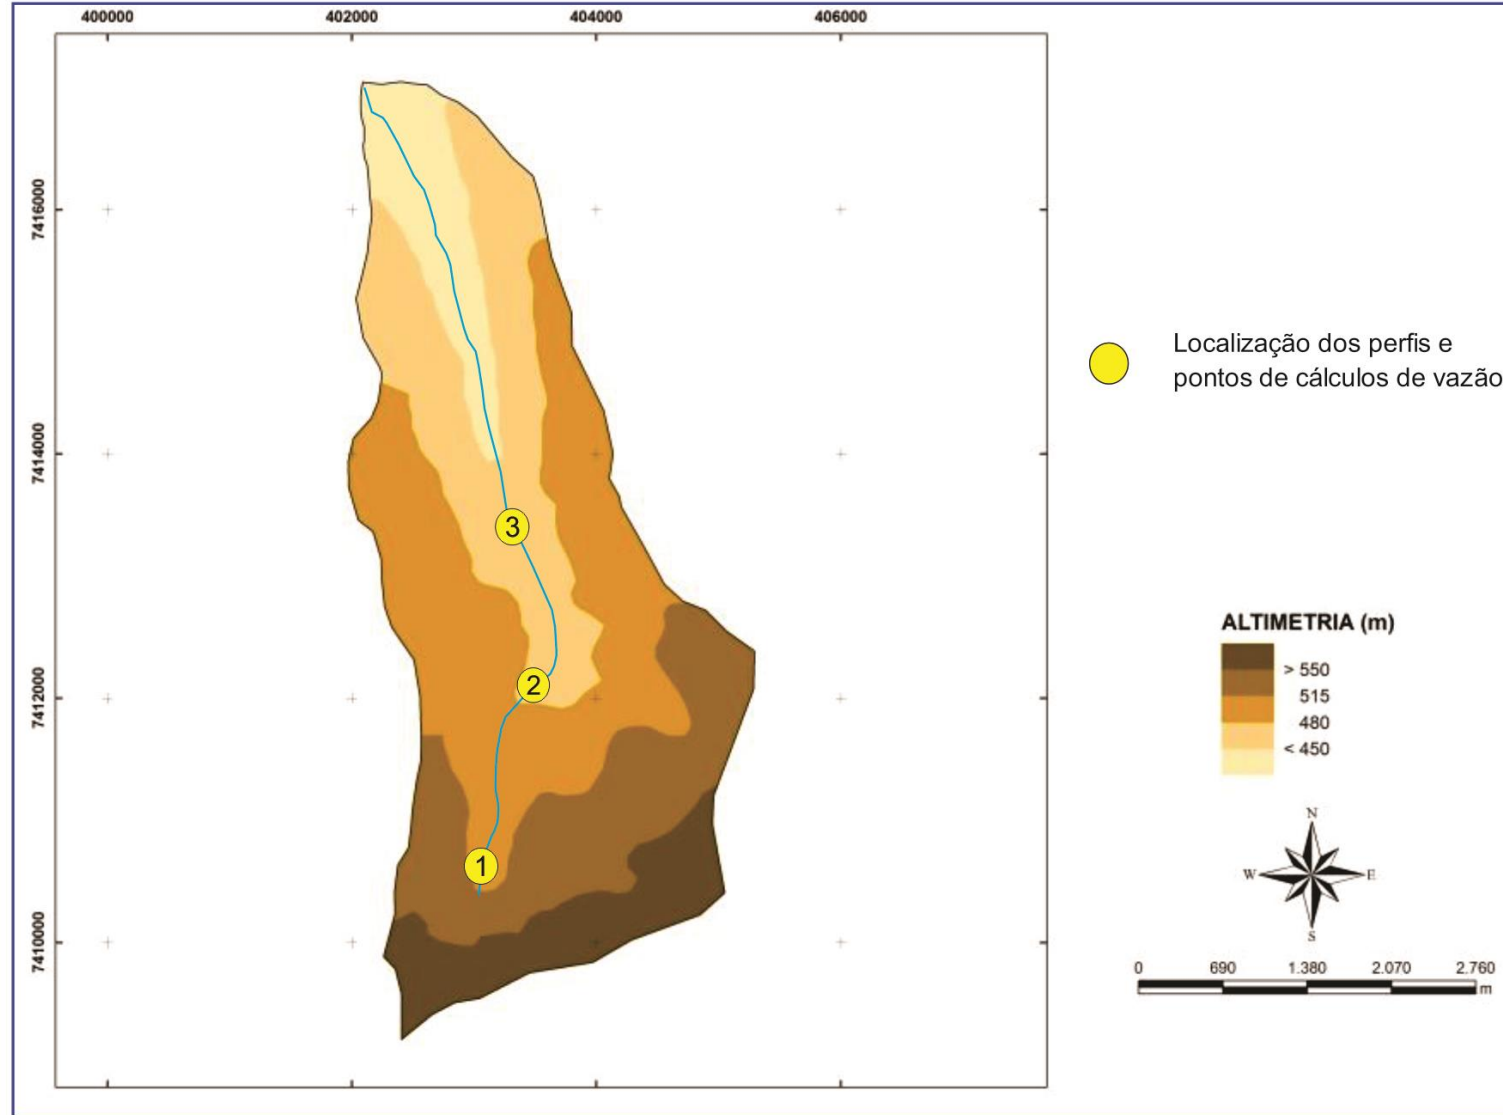 400000 402000 404000 406000
7416000
7414000
7412000
7410000
3
2
1
Localização dos perfis e
pontos de cálculos de vazão
ALTIMETRIA (m)
> 550
515
480
< 450
N
W E
S
0 690 1.380 2.070 2.760
m